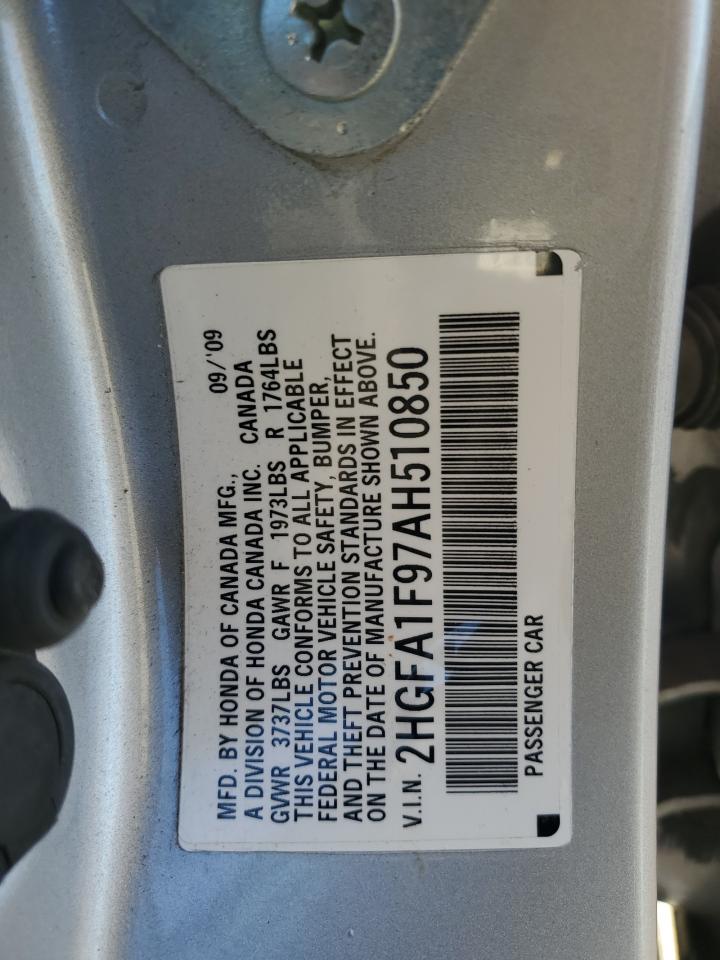 MFD. BY HONDA OF CANADA MFG., 09/'09
A DIVISION OF HONDA CANADA INC. CANADA
GVWR 3737LBS GAWR F 1973LBS R 1764LBS
THIS VEHICLE CONFORMS TO ALL APPLICABLE
FEDERAL MOTOR VEHICLE SAFETY, BUMPER,
AND THEFT PREVENTION STANDARDS IN EFFECT
ON THE DATE OF MANUFACTURE SHOWN ABOVE.
V.I.N. 2HGFA1F97AH510850
PASSENGER CAR